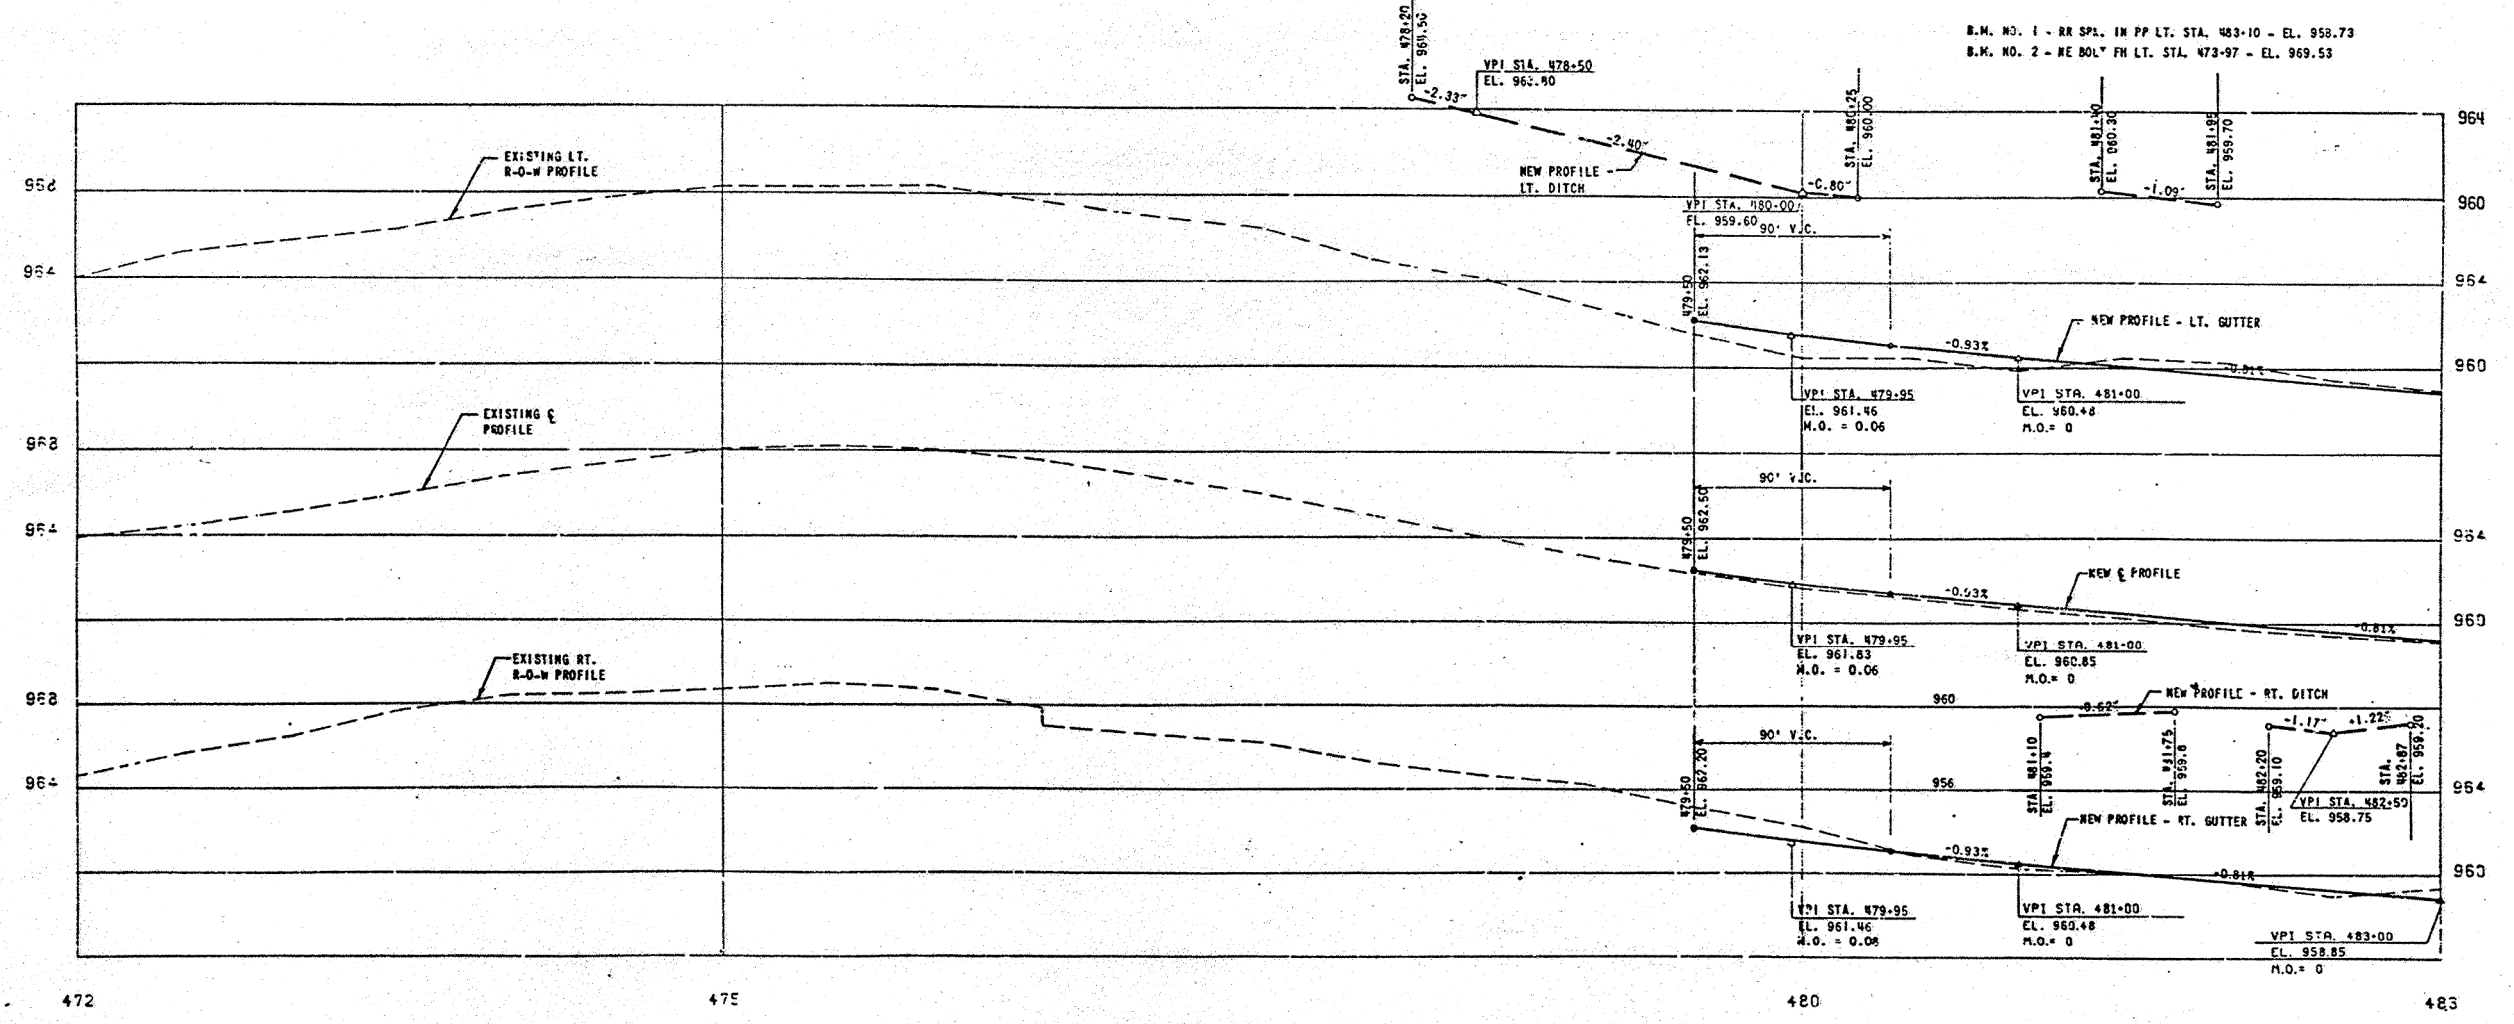 B.M. NO. 1 - RR SPK. IN PP LT. STA. 483+10 - EL. 958.73
B.M. NO. 2 - NE BOLT FH LT. STA. 473+97 - EL. 969.53
STA. 478+20
EL. 964.50
VPI STA. 478+50
EL. 963.80
-2.33%
-2.40%
NEW PROFILE -
LT. DITCH
-0.80%
STA. 480+25
EL. 960.00
STA. 481+40
EL. 960.30
STA. 481+95
EL. 959.70
-1.09%
964
960
EXISTING LT.
R-O-W PROFILE
968
964
VPI STA. 480+00
EL. 959.60
90' V.C.
479+50
EL. 962.13
964
NEW PROFILE - LT. GUTTER
-0.93%
-0.81%
960
VPI STA. 479+95
EL. 961.46
M.O. = 0.06
VPI STA. 481+00
EL. 960.48
M.O.= 0
EXISTING ℄
PROFILE
968
964
90' V.C.
479+50
EL. 962.50
964
NEW ℄ PROFILE
-0.93%
-0.81%
960
VPI STA. 479+95
EL. 961.83
M.O. = 0.06
VPI STA. 481+00
EL. 960.85
M.O.= 0
EXISTING RT.
R-O-W PROFILE
968
964
960
956
NEW PROFILE - RT. DITCH
90' V.C.
479+50
EL. 962.20
STA. 481+10
EL. 959.4
STA. 481+75
EL. 959.8
-1.17%
+1.22%
STA. 482+20
EL. 959.10
STA.
482+87
EL. 959.20
VPI STA. 482+50
EL. 958.75
964
NEW PROFILE - RT. GUTTER
-0.93%
-0.81%
960
VPI STA. 479+95
EL. 961.46
M.O. = 0.06
VPI STA. 481+00
EL. 960.48
M.O.= 0
VPI STA. 483+00
EL. 958.85
M.O.= 0
472
475
480
483